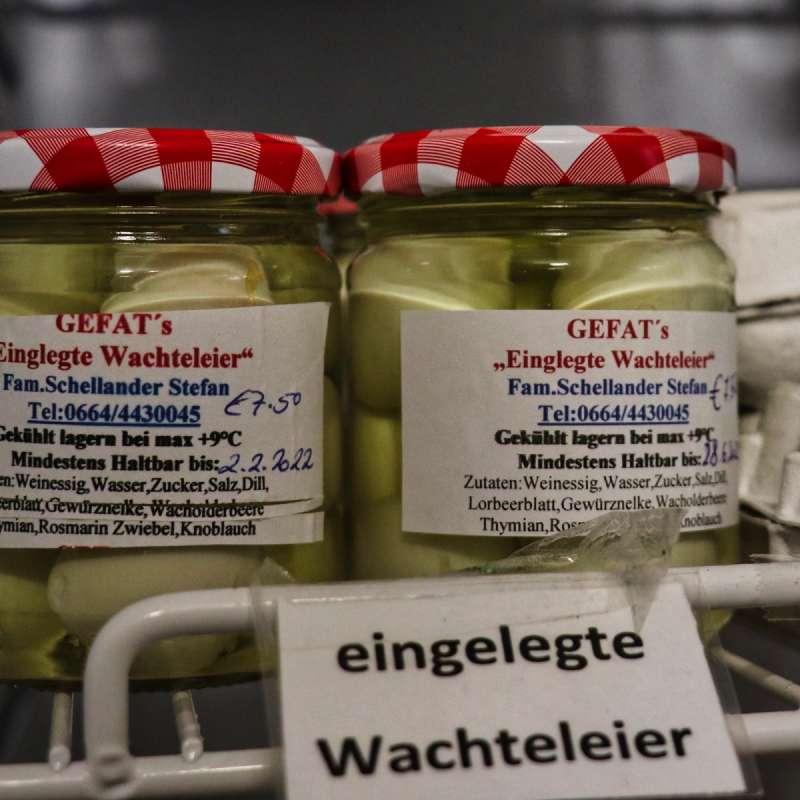 GEFAT´s
Einglegte Wachteleier“
Fam.Schellander Stefan
Tel:0664/4430045 €7.50
Gekühlt lagern bei max +9°C
Mindestens Haltbar bis: 2.2.2022
Weinessig,Wasser,Zucker,Salz,Dill,
Gewürznelke,Wacholderbeere
Rosmarin Zwiebel,Knoblauch
GEFAT´s
„Einglegte Wachteleier“
Fam.Schellander Stefan
Tel:0664/4430045
Gekühlt lagern bei max +9°C
Mindestens Haltbar bis:
Zutaten:Weinessig,Wasser,Zucker,Salz,Dill,
Lorbeerblatt,Gewürznelke,Wacholderbeere
Thymian,
eingelegte
Wachteleier